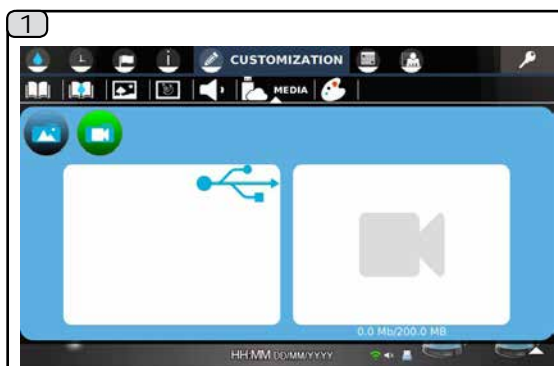 1
CUSTOMIZATION
MEDIA
0.0 Mb/200.0 MB
HH:MM DD/MM/YYYY